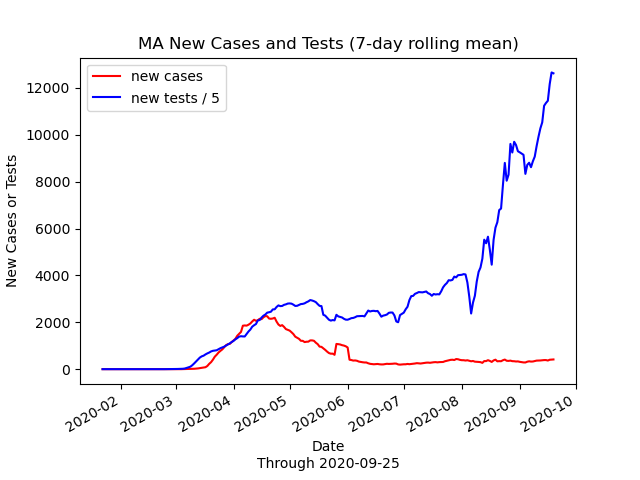 MA New Cases and Tests (7-day rolling mean)
new cases
new tests / 5
New Cases or Tests
12000
10000
8000
6000
4000
2000
0
2020-02
2020-03
2020-04
2020-05
2020-06
2020-07
2020-08
2020-09
2020-10
Date
Through 2020-09-25